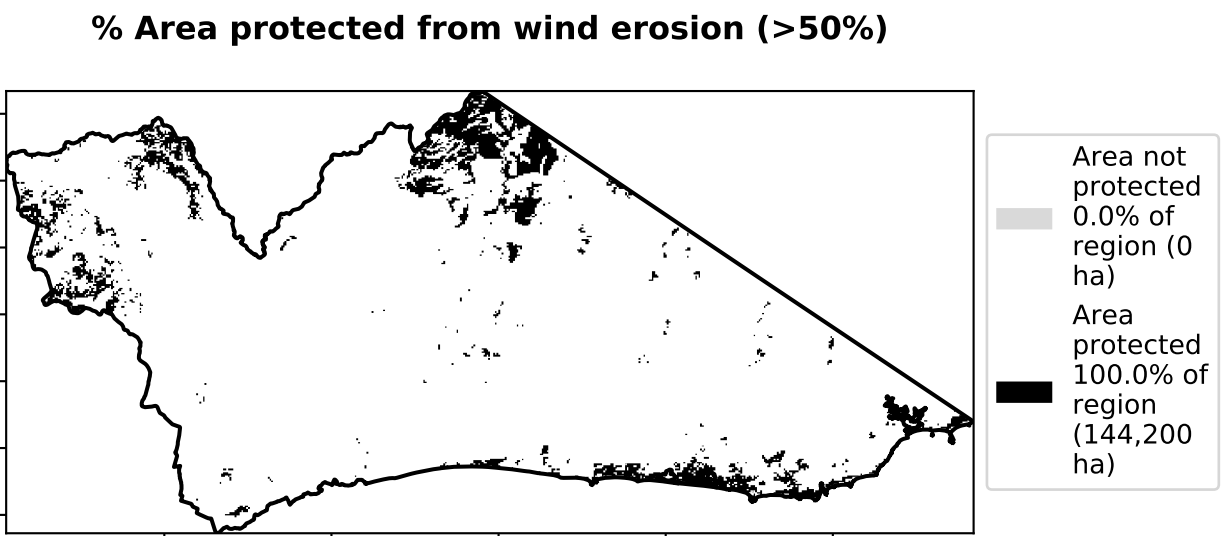 % Area protected from wind erosion (>50%)
Area not
protected
0.0% of
region (0
ha)
Area
protected
100.0% of
region
(144,200
ha)